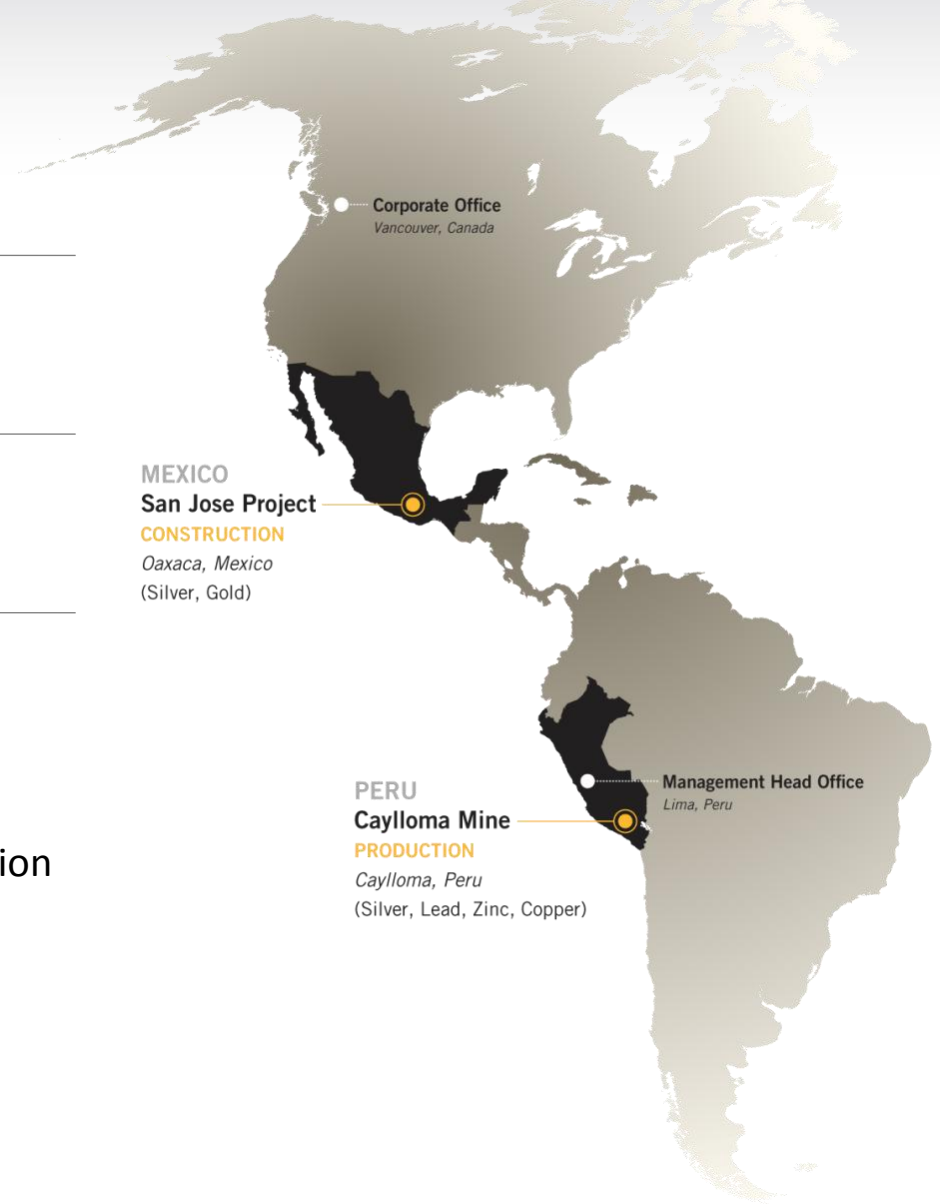 Corporate Office
Vancouver, Canada
MEXICO
San Jose Project
CONSTRUCTION
Oaxaca, Mexico
(Silver, Gold)
Management Head Office
Lima, Peru
PERU
Caylloma Mine
PRODUCTION
Caylloma, Peru
(Silver, Lead, Zinc, Copper)
ion